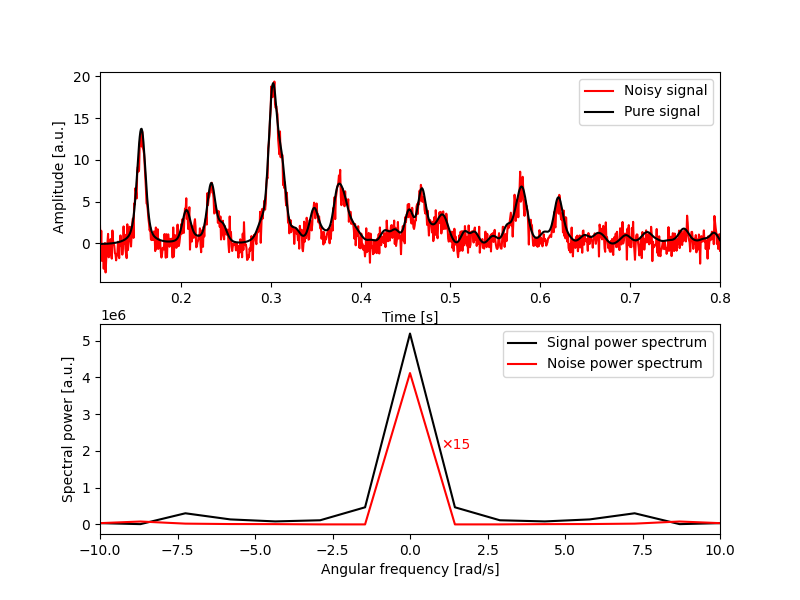 20
15
10
5
0
Amplitude [a.u.]
Noisy signal
Pure signal
0.2 0.3 0.4 0.5 0.6 0.7 0.8
Time [s]
1e6
5
4
3
2
1
0
Spectral power [a.u.]
Signal power spectrum
Noise power spectrum
×15
−10.0 −7.5 −5.0 −2.5 0.0 2.5 5.0 7.5 10.0
Angular frequency [rad/s]